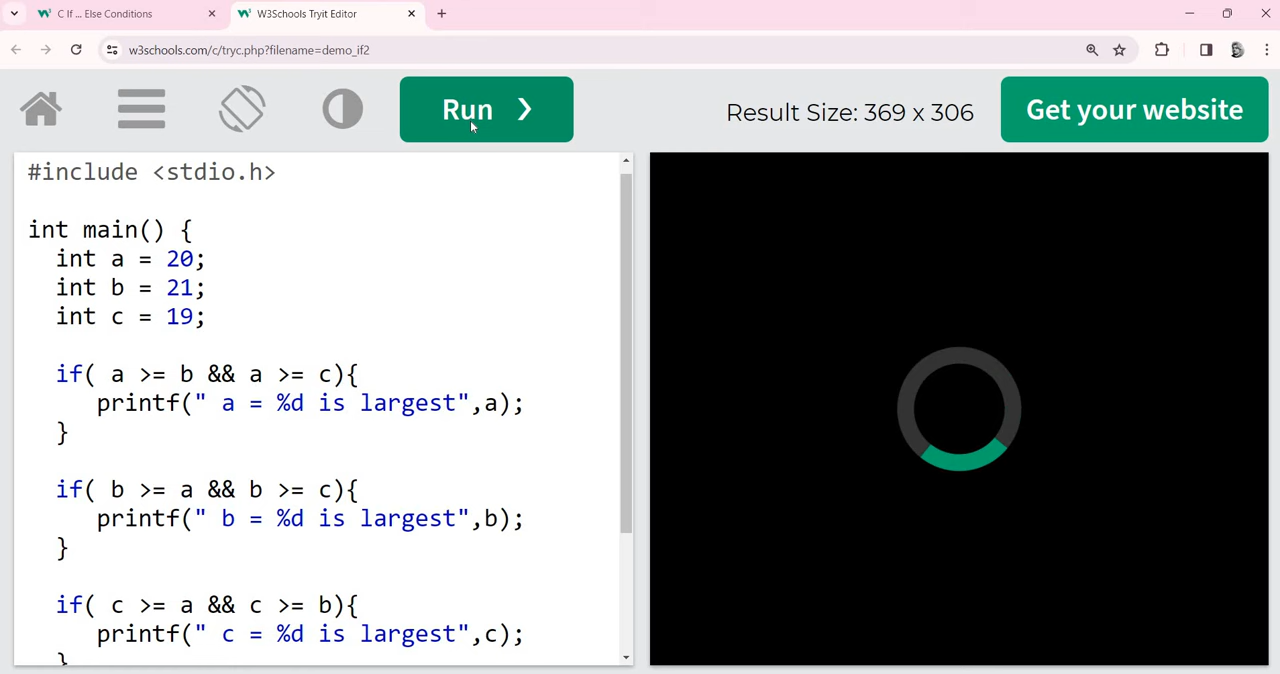 C If ... Else Conditions
W3Schools Tryit Editor
w3schools.com/c/tryc.php?filename=demo_if2
Run ❯
Result Size: 369 x 306
Get your website
#include <stdio.h>
int main() {
int a = 20;
int b = 21;
int c = 19;
if( a >= b && a >= c){
printf(" a = %d is largest",a);
}
if( b >= a && b >= c){
printf(" b = %d is largest",b);
}
if( c >= a && c >= b){
printf(" c = %d is largest",c);
}